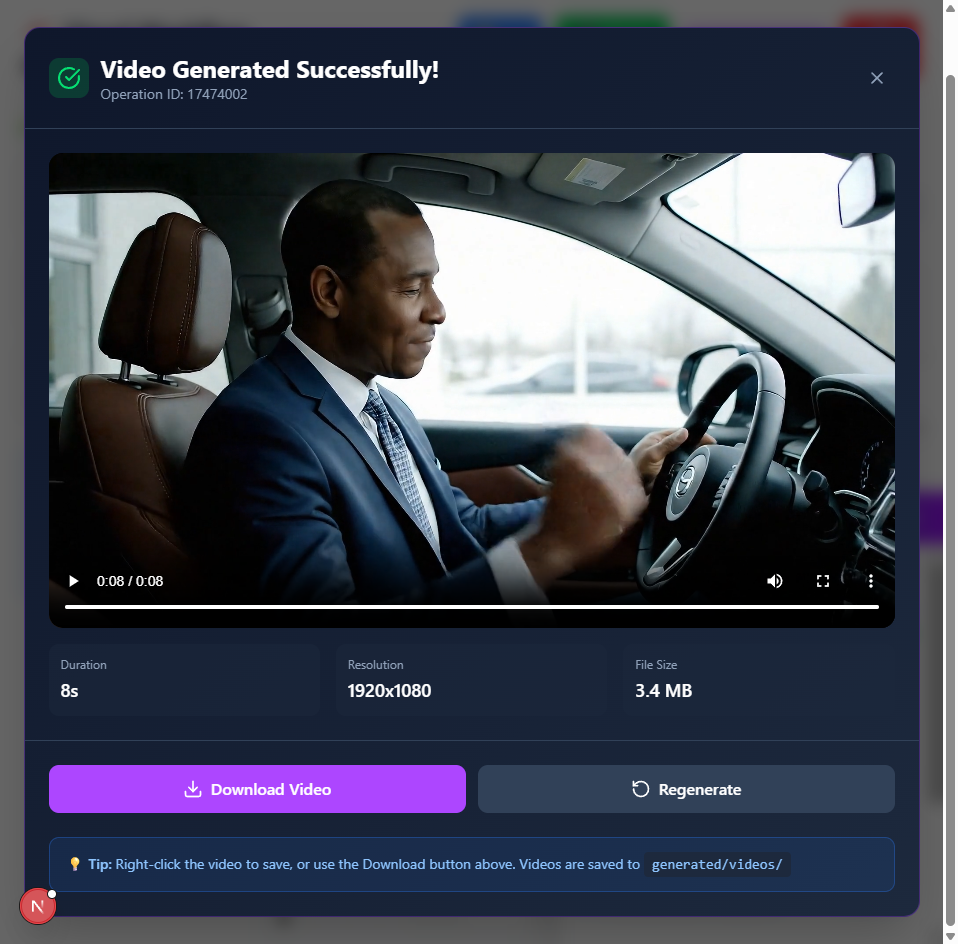 Video Generated Successfully!
Operation ID: 17474002
0:08 / 0:08
Duration
8s
Resolution
1920x1080
File Size
3.4 MB
Download Video
Regenerate
💡 Tip: Right-click the video to save, or use the Download button above. Videos are saved to generated/videos/
N